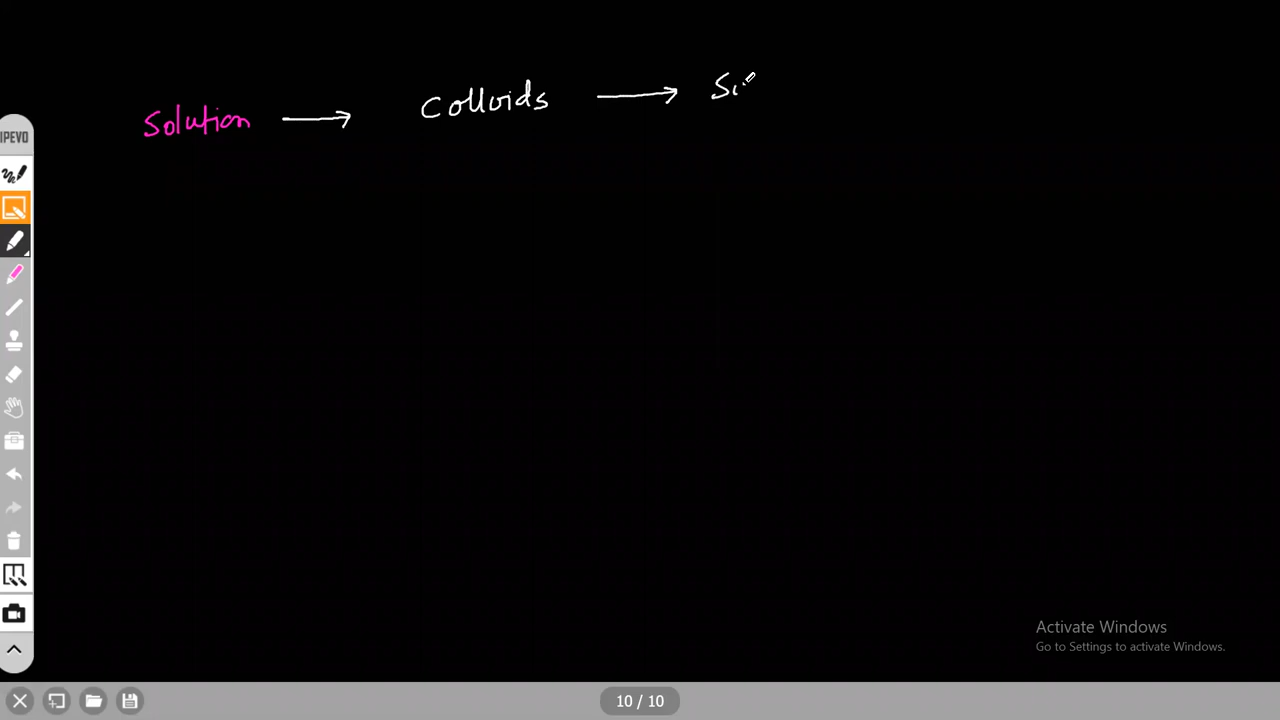 Solution → Colloids →
IPEVO
Activate Windows
Go to Settings to activate Windows.
10 / 10